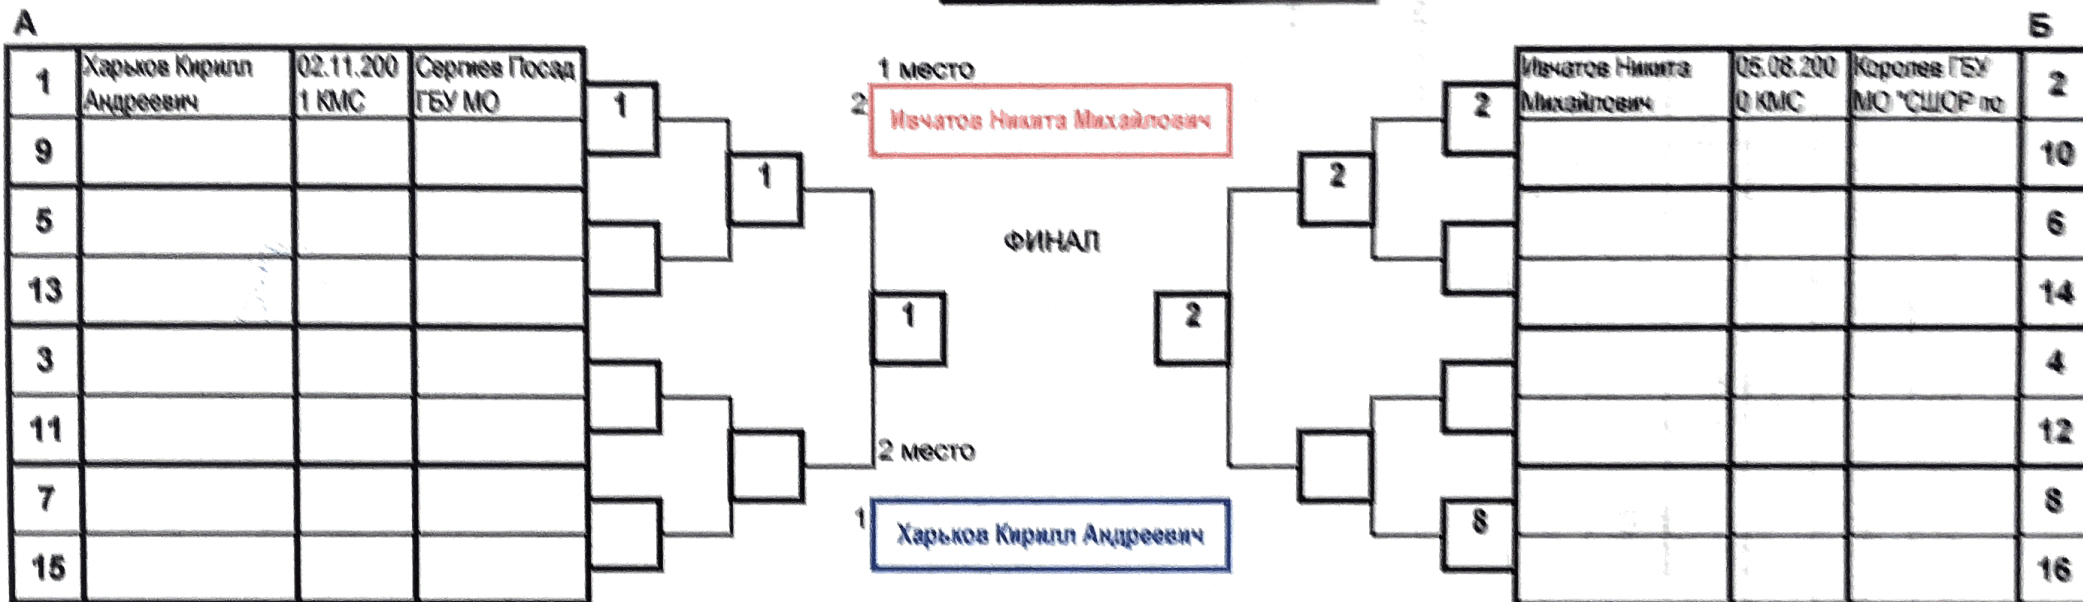 А
Б
1
Харьков Кирилл
Андреевич
02.11.200
1 КМС
Сергиев Посад
ГБУ МО
9
5
13
3
11
7
15
1
1
1
1 место
2
Ивчатов Никита Михайлович
ФИНАЛ
2 место
1
Харьков Кирилл Андреевич
2
2
2
8
Ивчатов Никита
Михайлович
05.08.200
0 КМС
Королев ГБУ
МО "СШОР по
2
10
6
14
4
12
8
16